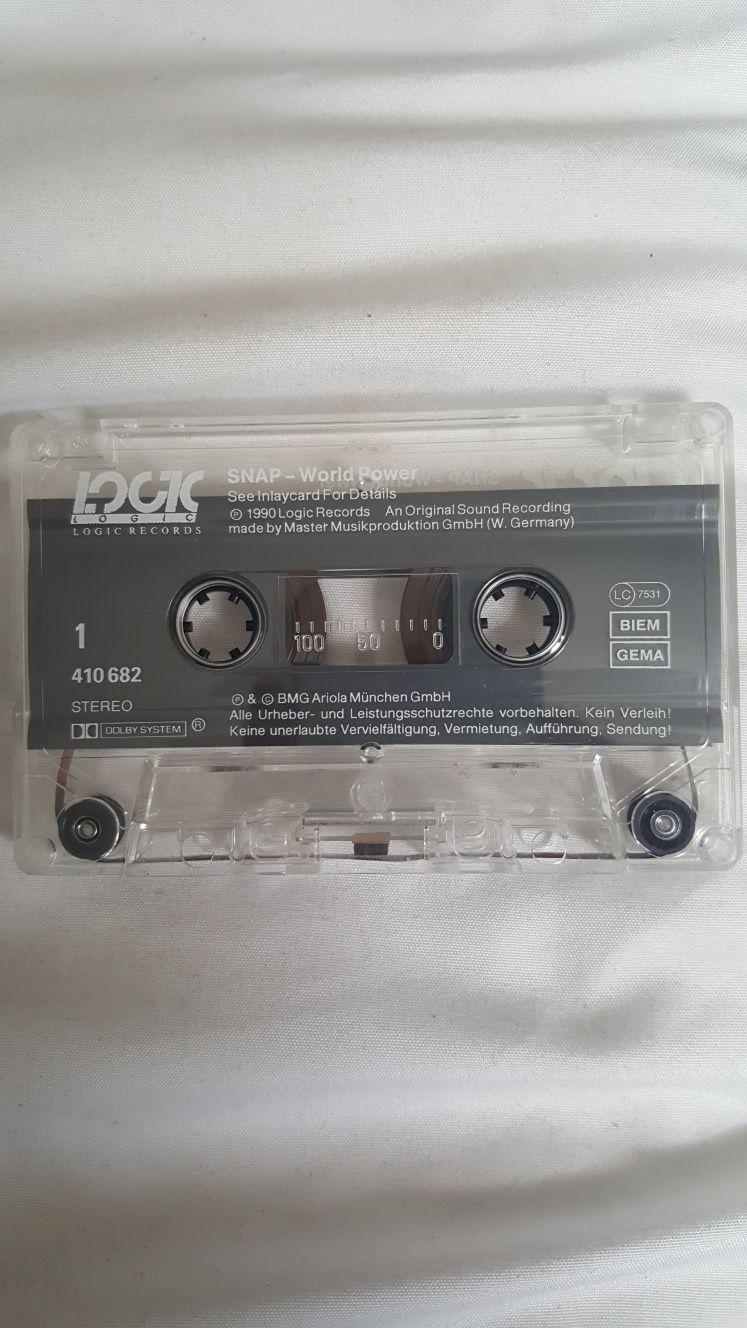 LOGIC
LOGIC
LOGIC RECORDS
SNAP – World Power
See Inlaycard For Details
℗ 1990 Logic Records An Original Sound Recording
made by Master Musikproduktion GmbH (W. Germany)
LC 7531
BIEM
GEMA
100 50 0
1
410 682
STEREO
DOLBY SYSTEM ®
℗ & © BMG Ariola München GmbH
Alle Urheber- und Leistungsschutzrechte vorbehalten. Kein Verleih!
Keine unerlaubte Vervielfältigung, Vermietung, Aufführung, Sendung!